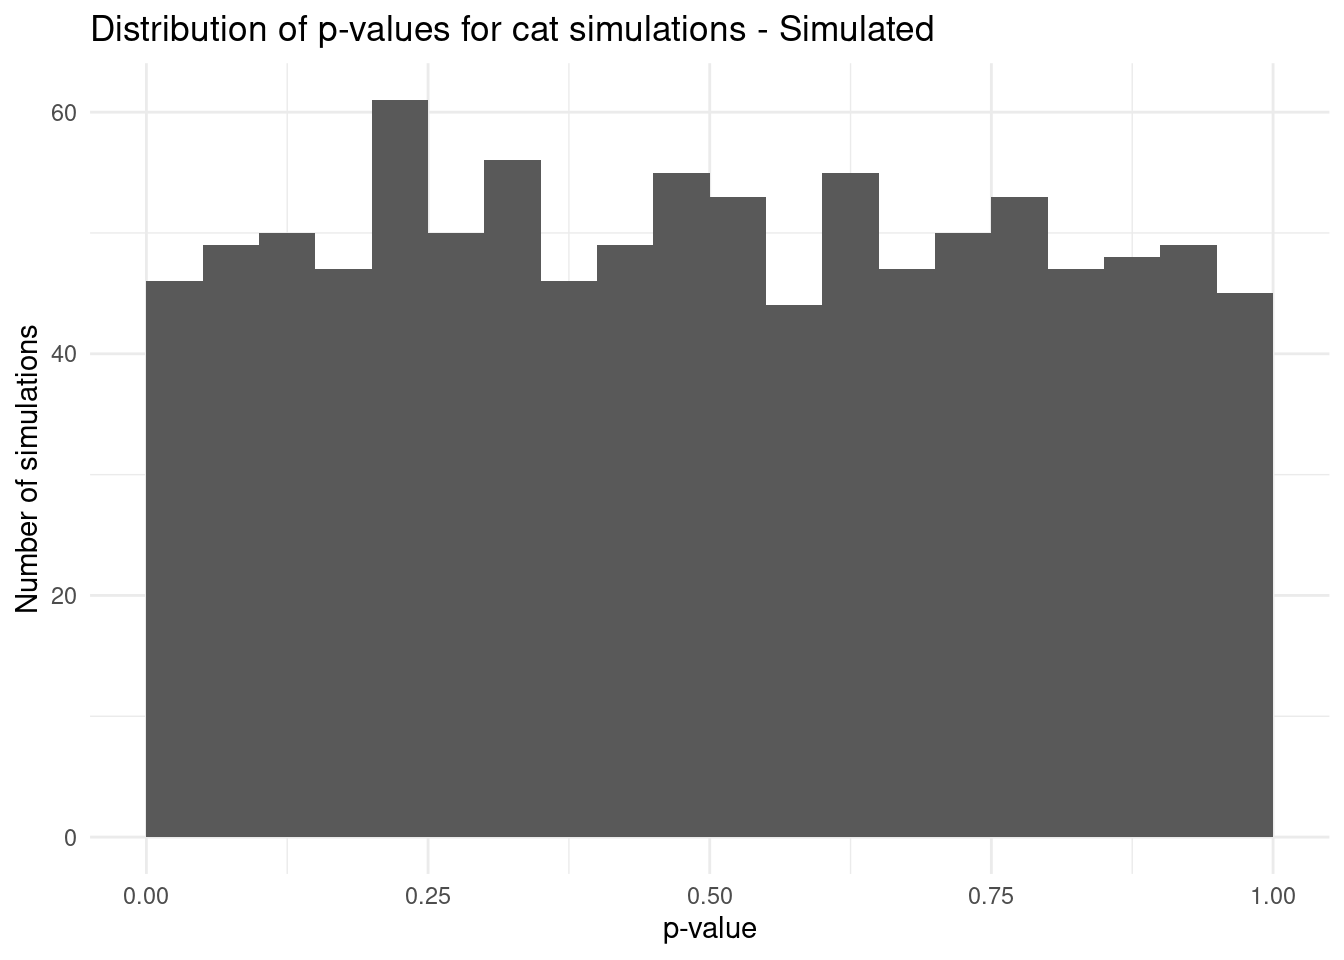 Distribution of p-values for cat simulations - Simulated
Number of simulations
60
40
20
0
0.00 0.25 0.50 0.75 1.00
p-value